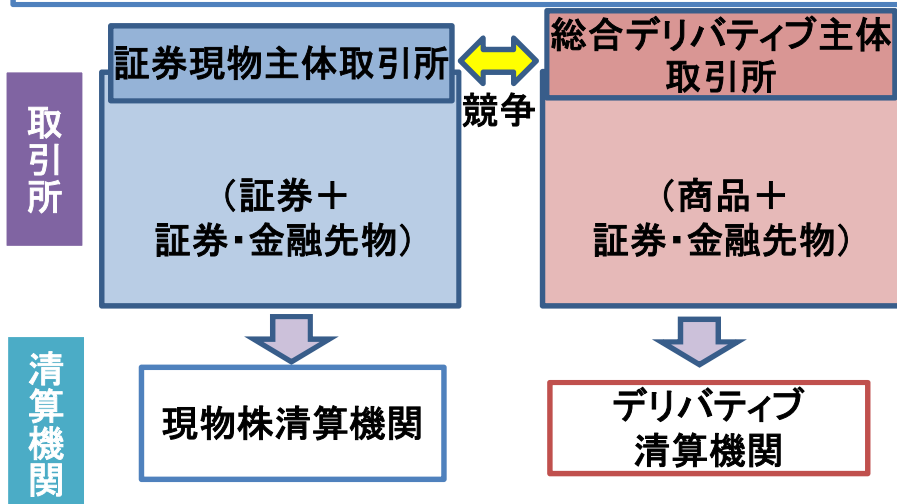 証券現物主体取引所
総合デリバティブ主体
取引所
競争
取引所
(証券＋
証券・金融先物)
(商品＋
証券・金融先物)
清算機関
現物株清算機関
デリバティブ
清算機関